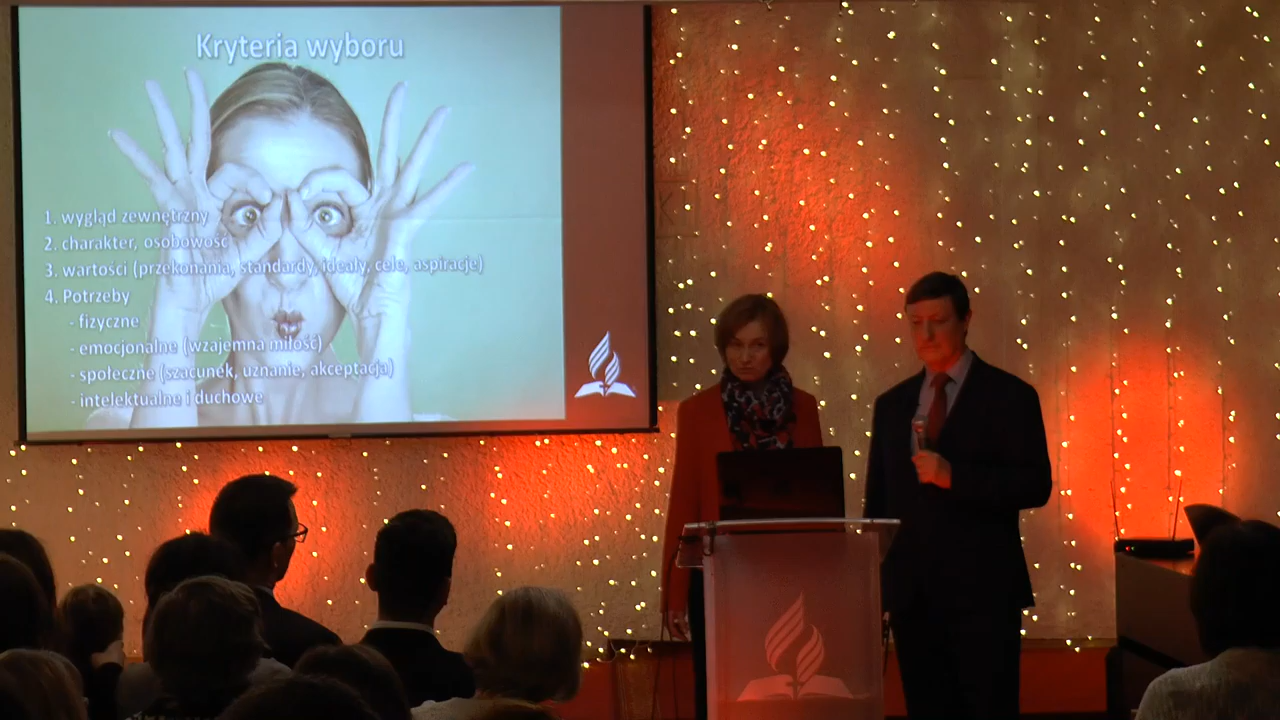 Kryteria wyboru
1. wygląd zewnętrzny
2. charakter, osobowość
3. wartości (przekonania, standardy, ideały, cele, aspiracje)
4. Potrzeby
- fizyczne
- emocjonalne (wzajemna miłość)
- społeczne (szacunek, uznanie, akceptacja)
- intelektualne i duchowe